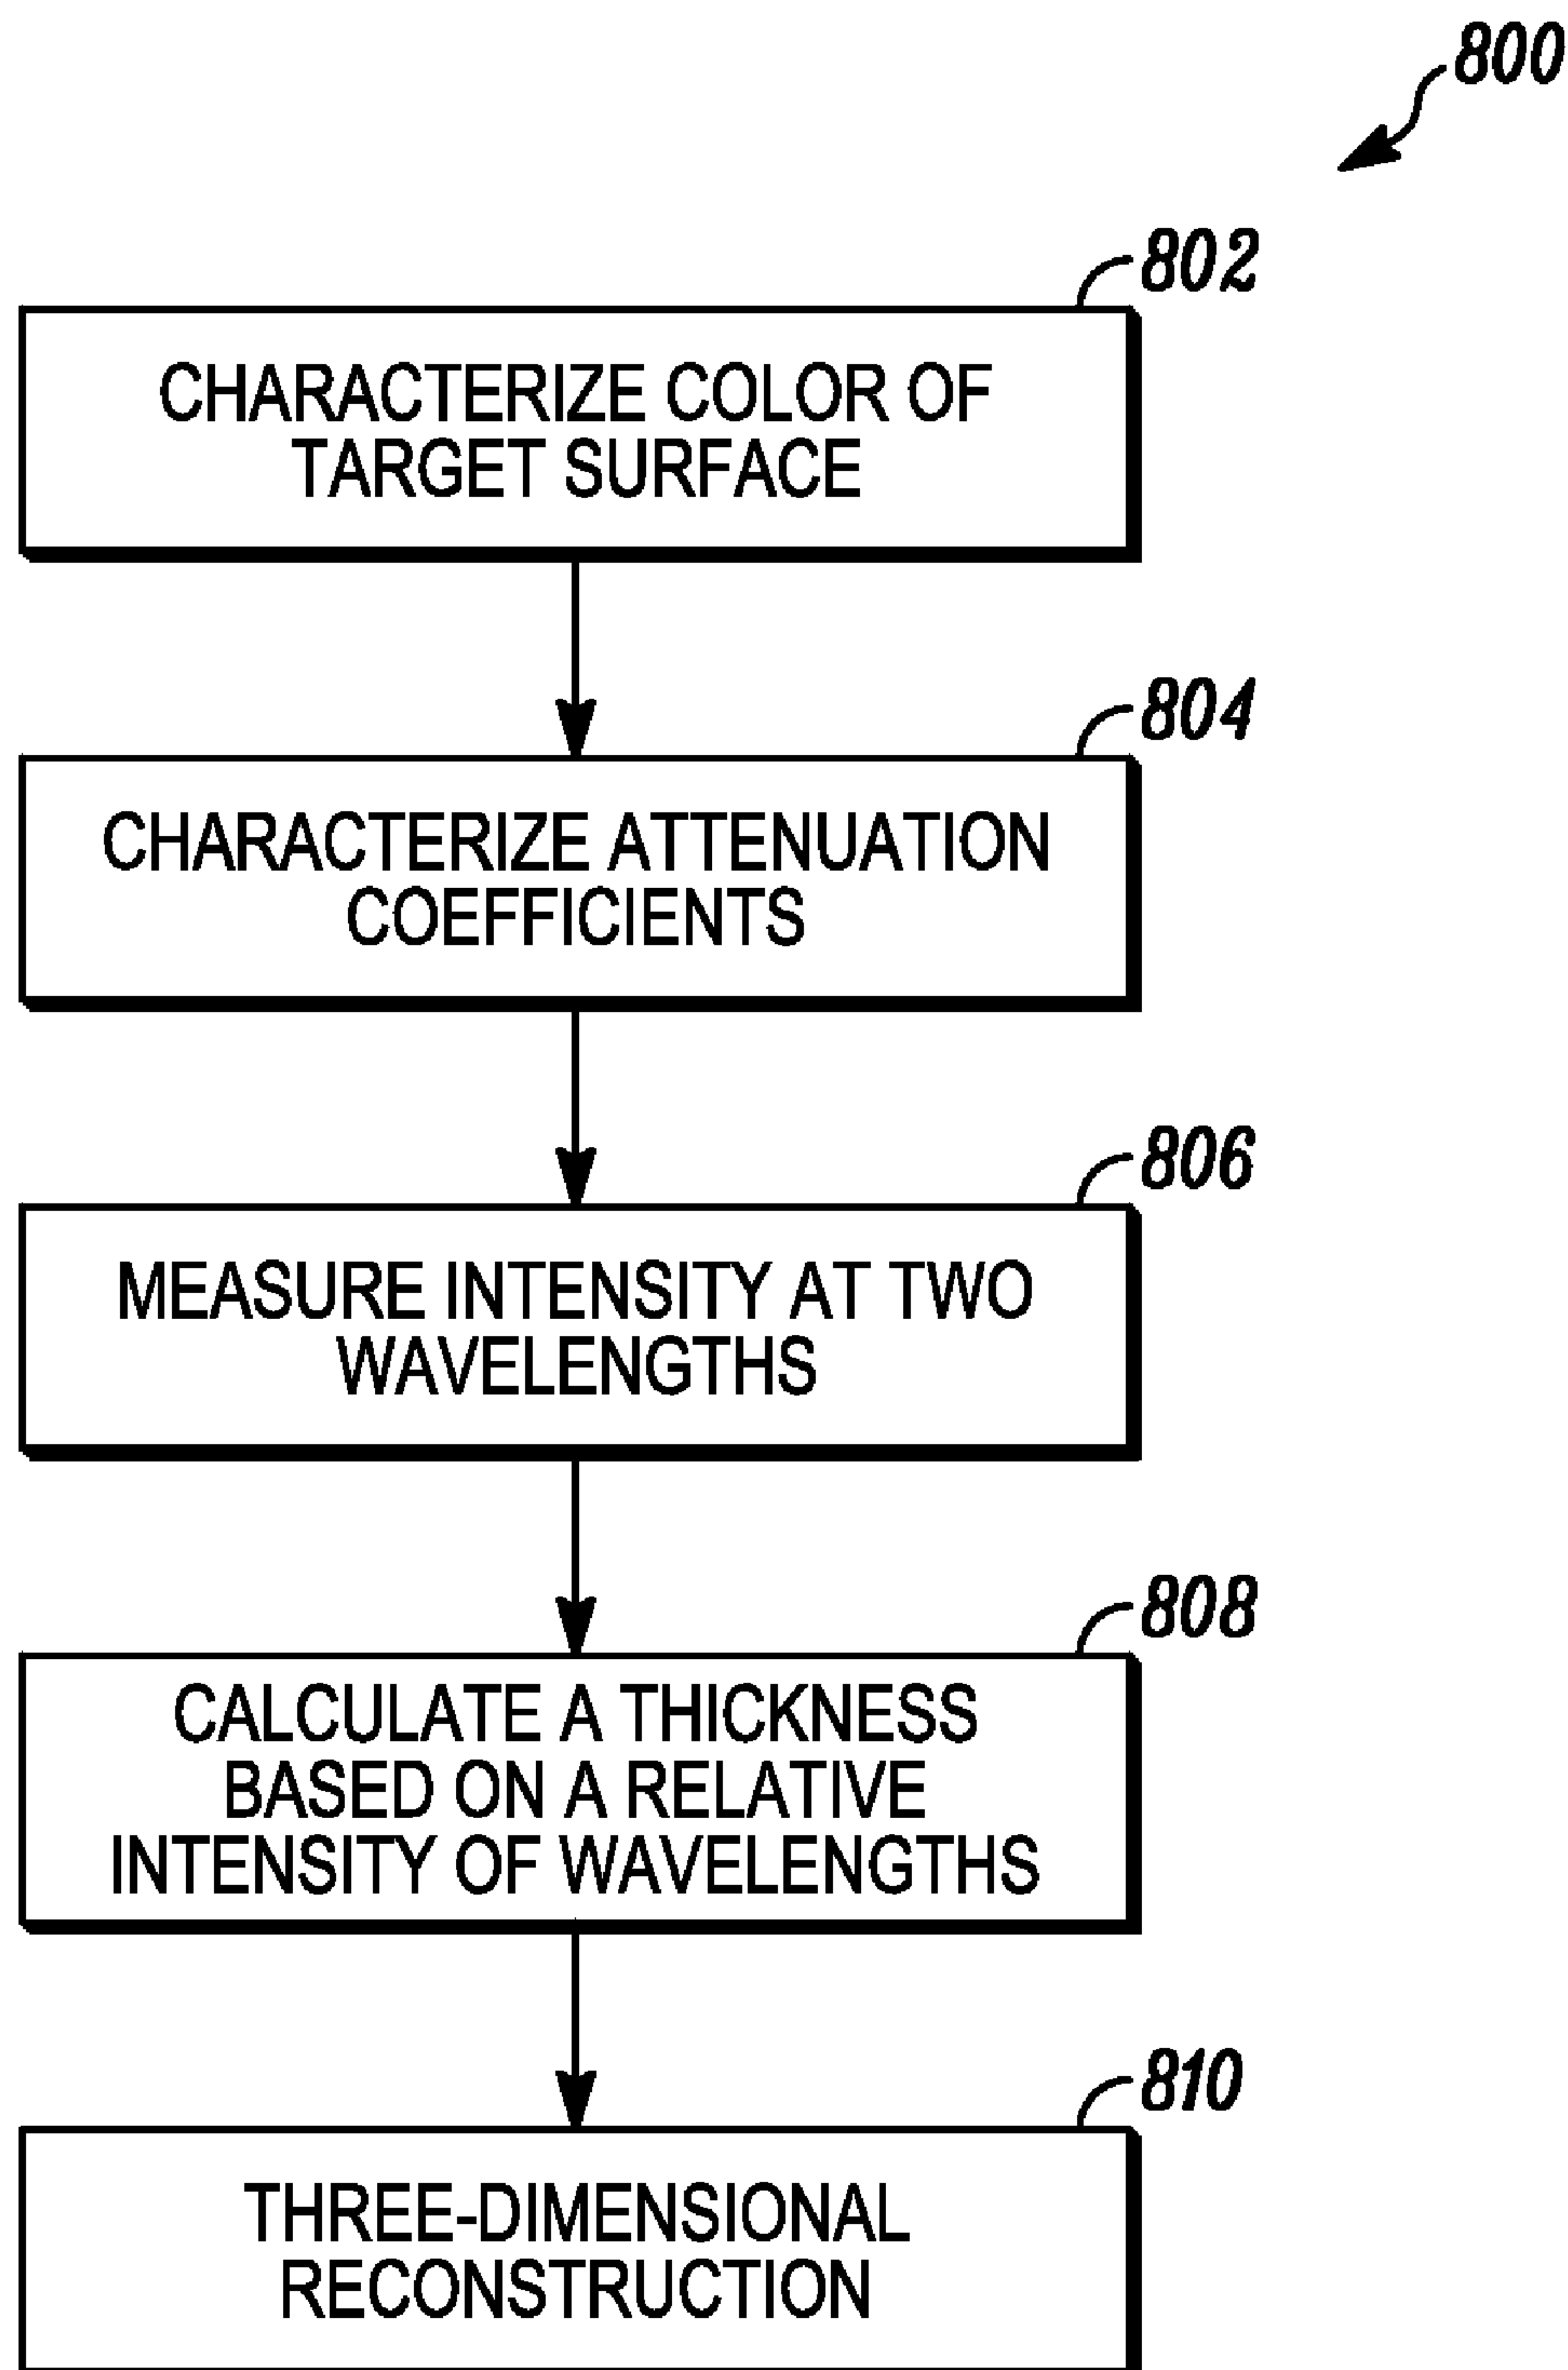 800
802
CHARACTERIZE COLOR OF
TARGET SURFACE
804
CHARACTERIZE ATTENUATION
COEFFICIENTS
806
MEASURE INTENSITY AT TWO
WAVELENGTHS
808
CALCULATE A THICKNESS
BASED ON A RELATIVE
INTENSITY OF WAVELENGTHS
810
THREE-DIMENSIONAL
RECONSTRUCTION